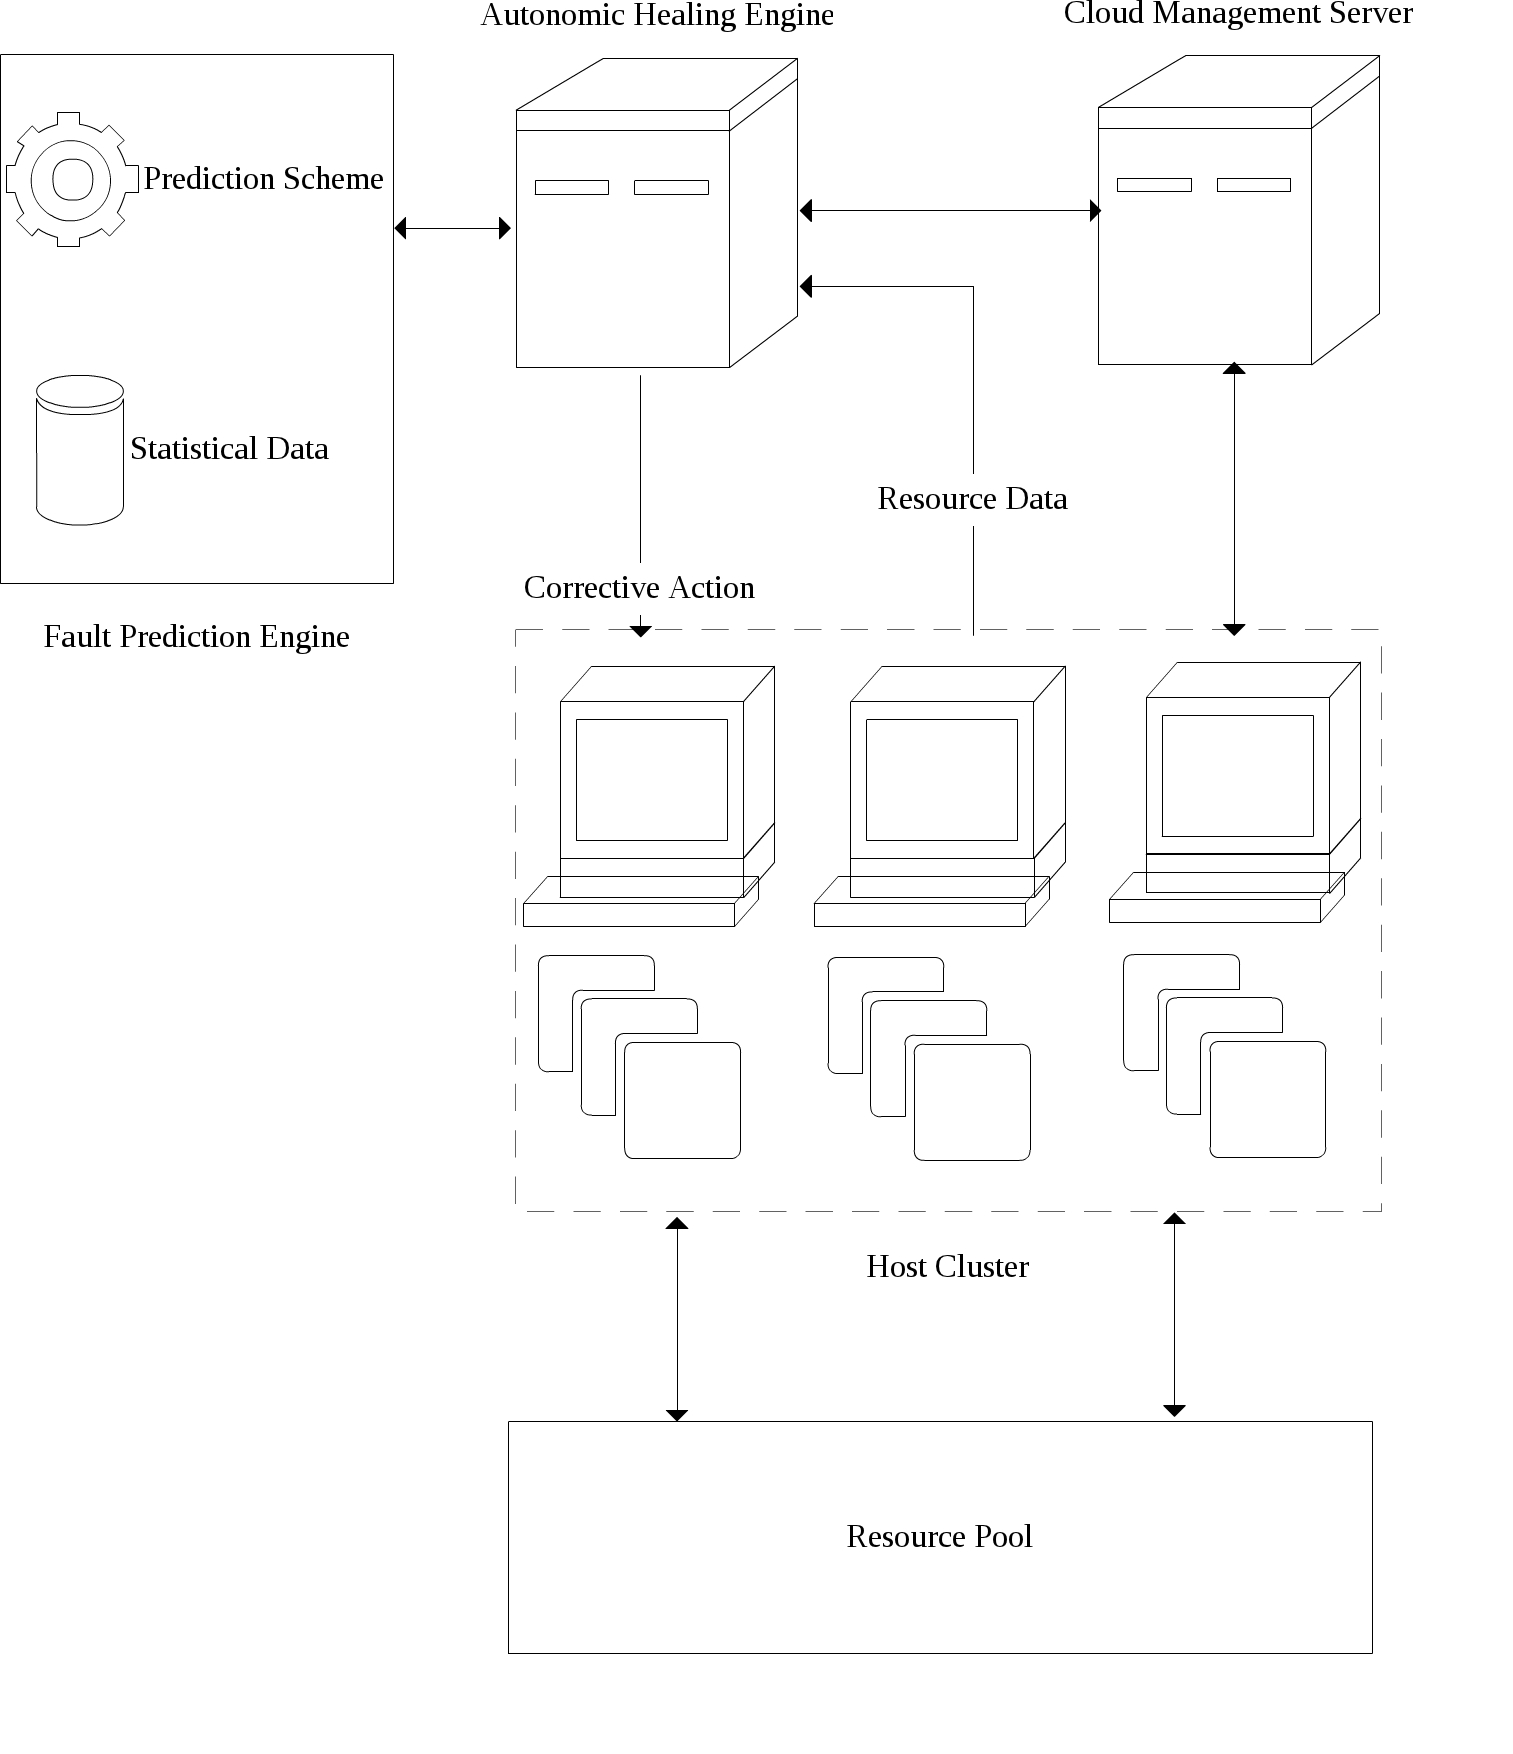 Autonomic Healing Engine
Cloud Management Server
Prediction Scheme
Statistical Data
Resource Data
Corrective Action
Fault Prediction Engine
Host Cluster
Resource Pool